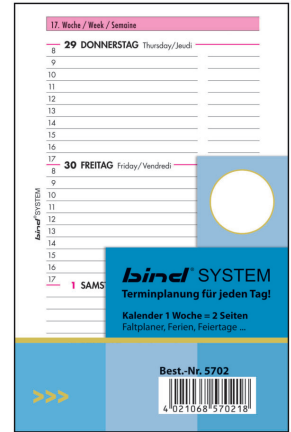 17. Woche / Week / Semaine
29 DONNERSTAG Thursday/Jeudi
8
9
10
11
12
13
14
15
16
17
30 FREITAG Friday/Vendredi
8
9
10
11
12
13
14
15
16
17
1 SAMS
bind®SYSTEM
bind® SYSTEM
Terminplanung für jeden Tag!
Kalender 1 Woche = 2 Seiten
Faltplaner, Ferien, Feiertage ...
>>>
Best.-Nr. 5702
4 021068 570218